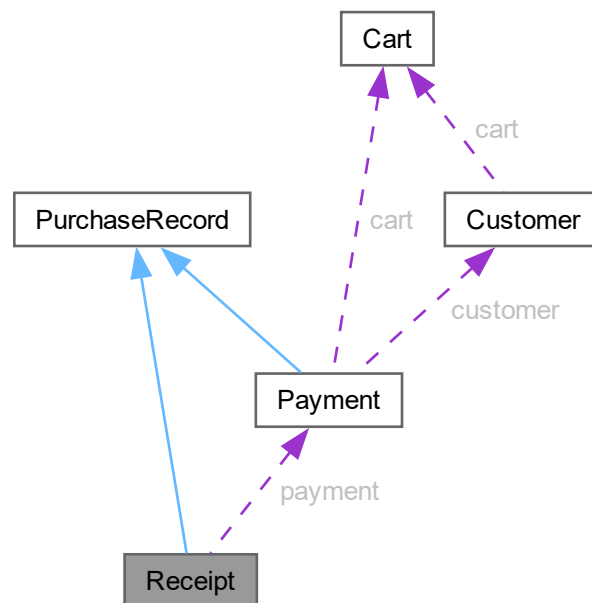 Cart
cart
PurchaseRecord
cart
Customer
customer
Payment
payment
Receipt